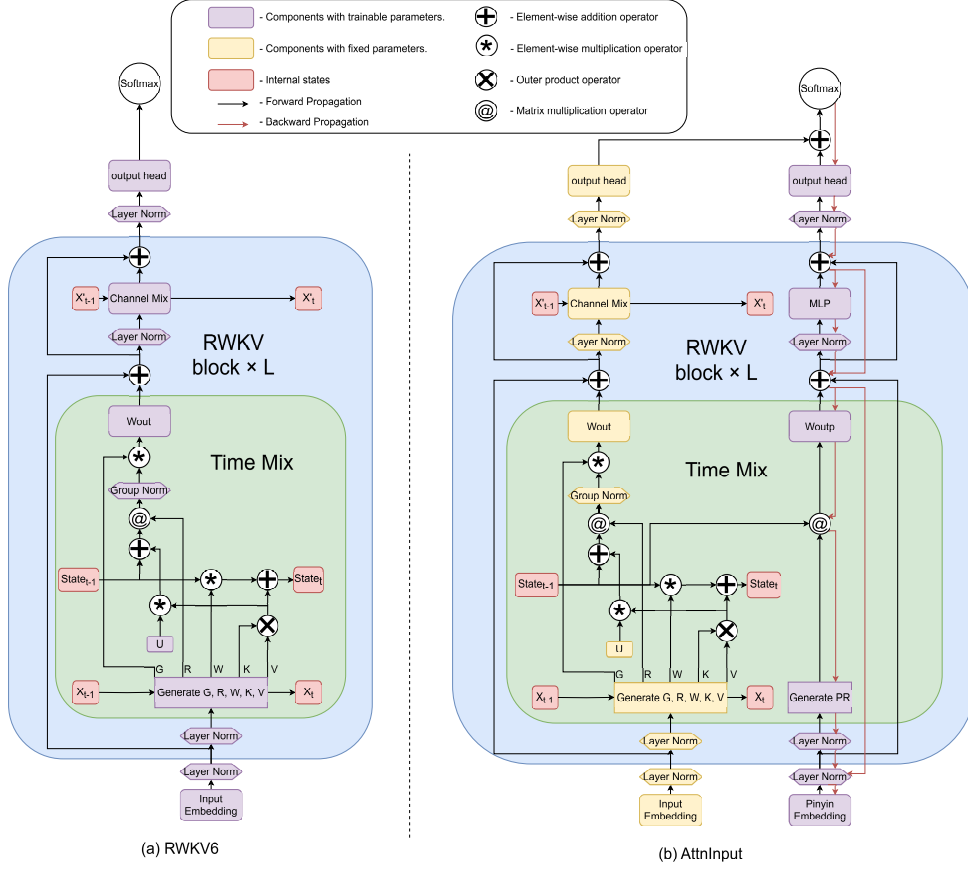 - Components with trainable parameters.
- Components with fixed parameters.
- Internal states
- Forward Propagation
- Backward Propagation
- Element-wise addition operator
- Element-wise multiplication operator
- Outer product operator
@ - Matrix multiplication operator
Softmax
output head
Layer Norm
X't-1
Channel Mix
X't
Layer Norm
RWKV
block × L
Wout
Time Mix
Group Norm
@
Statet-1
Statet
U
G R W K V
Xt-1
Generate G, R, W, K, V
Xt
Layer Norm
Layer Norm
Input
Embedding
(a) RWKV6
Softmax
output head
output head
Layer Norm
Layer Norm
X't-1
Channel Mix
X't
MLP
Layer Norm
Layer Norm
RWKV
block × L
Wout
Woutp
Time Mix
Group Norm
@
@
Statet-1
Statet
U
G R W K V
Xt-1
Generate G, R, W, K, V
Xt
Generate PR
Layer Norm
Layer Norm
Layer Norm
Layer Norm
Input
Embedding
Pinyin
Embedding
(b) AttnInput